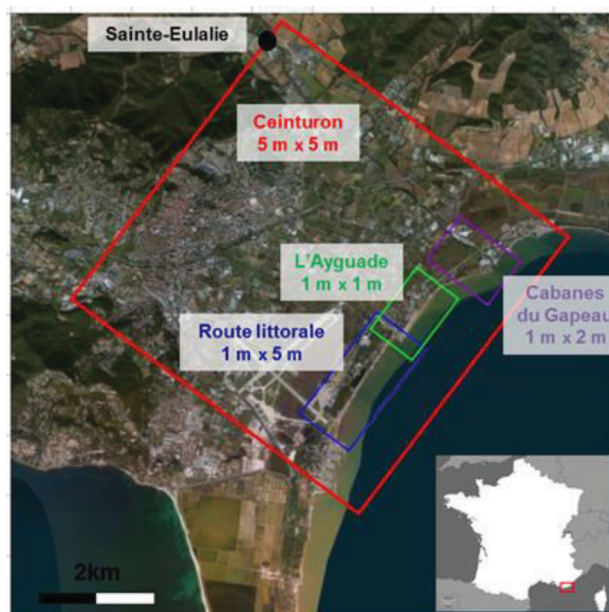 Sainte-Eulalie
Ceinturon
5 m x 5 m
L'Ayguade
1 m x 1 m
Cabanes
du Gapeau
1 m x 2 m
Route littorale
1 m x 5 m
2km